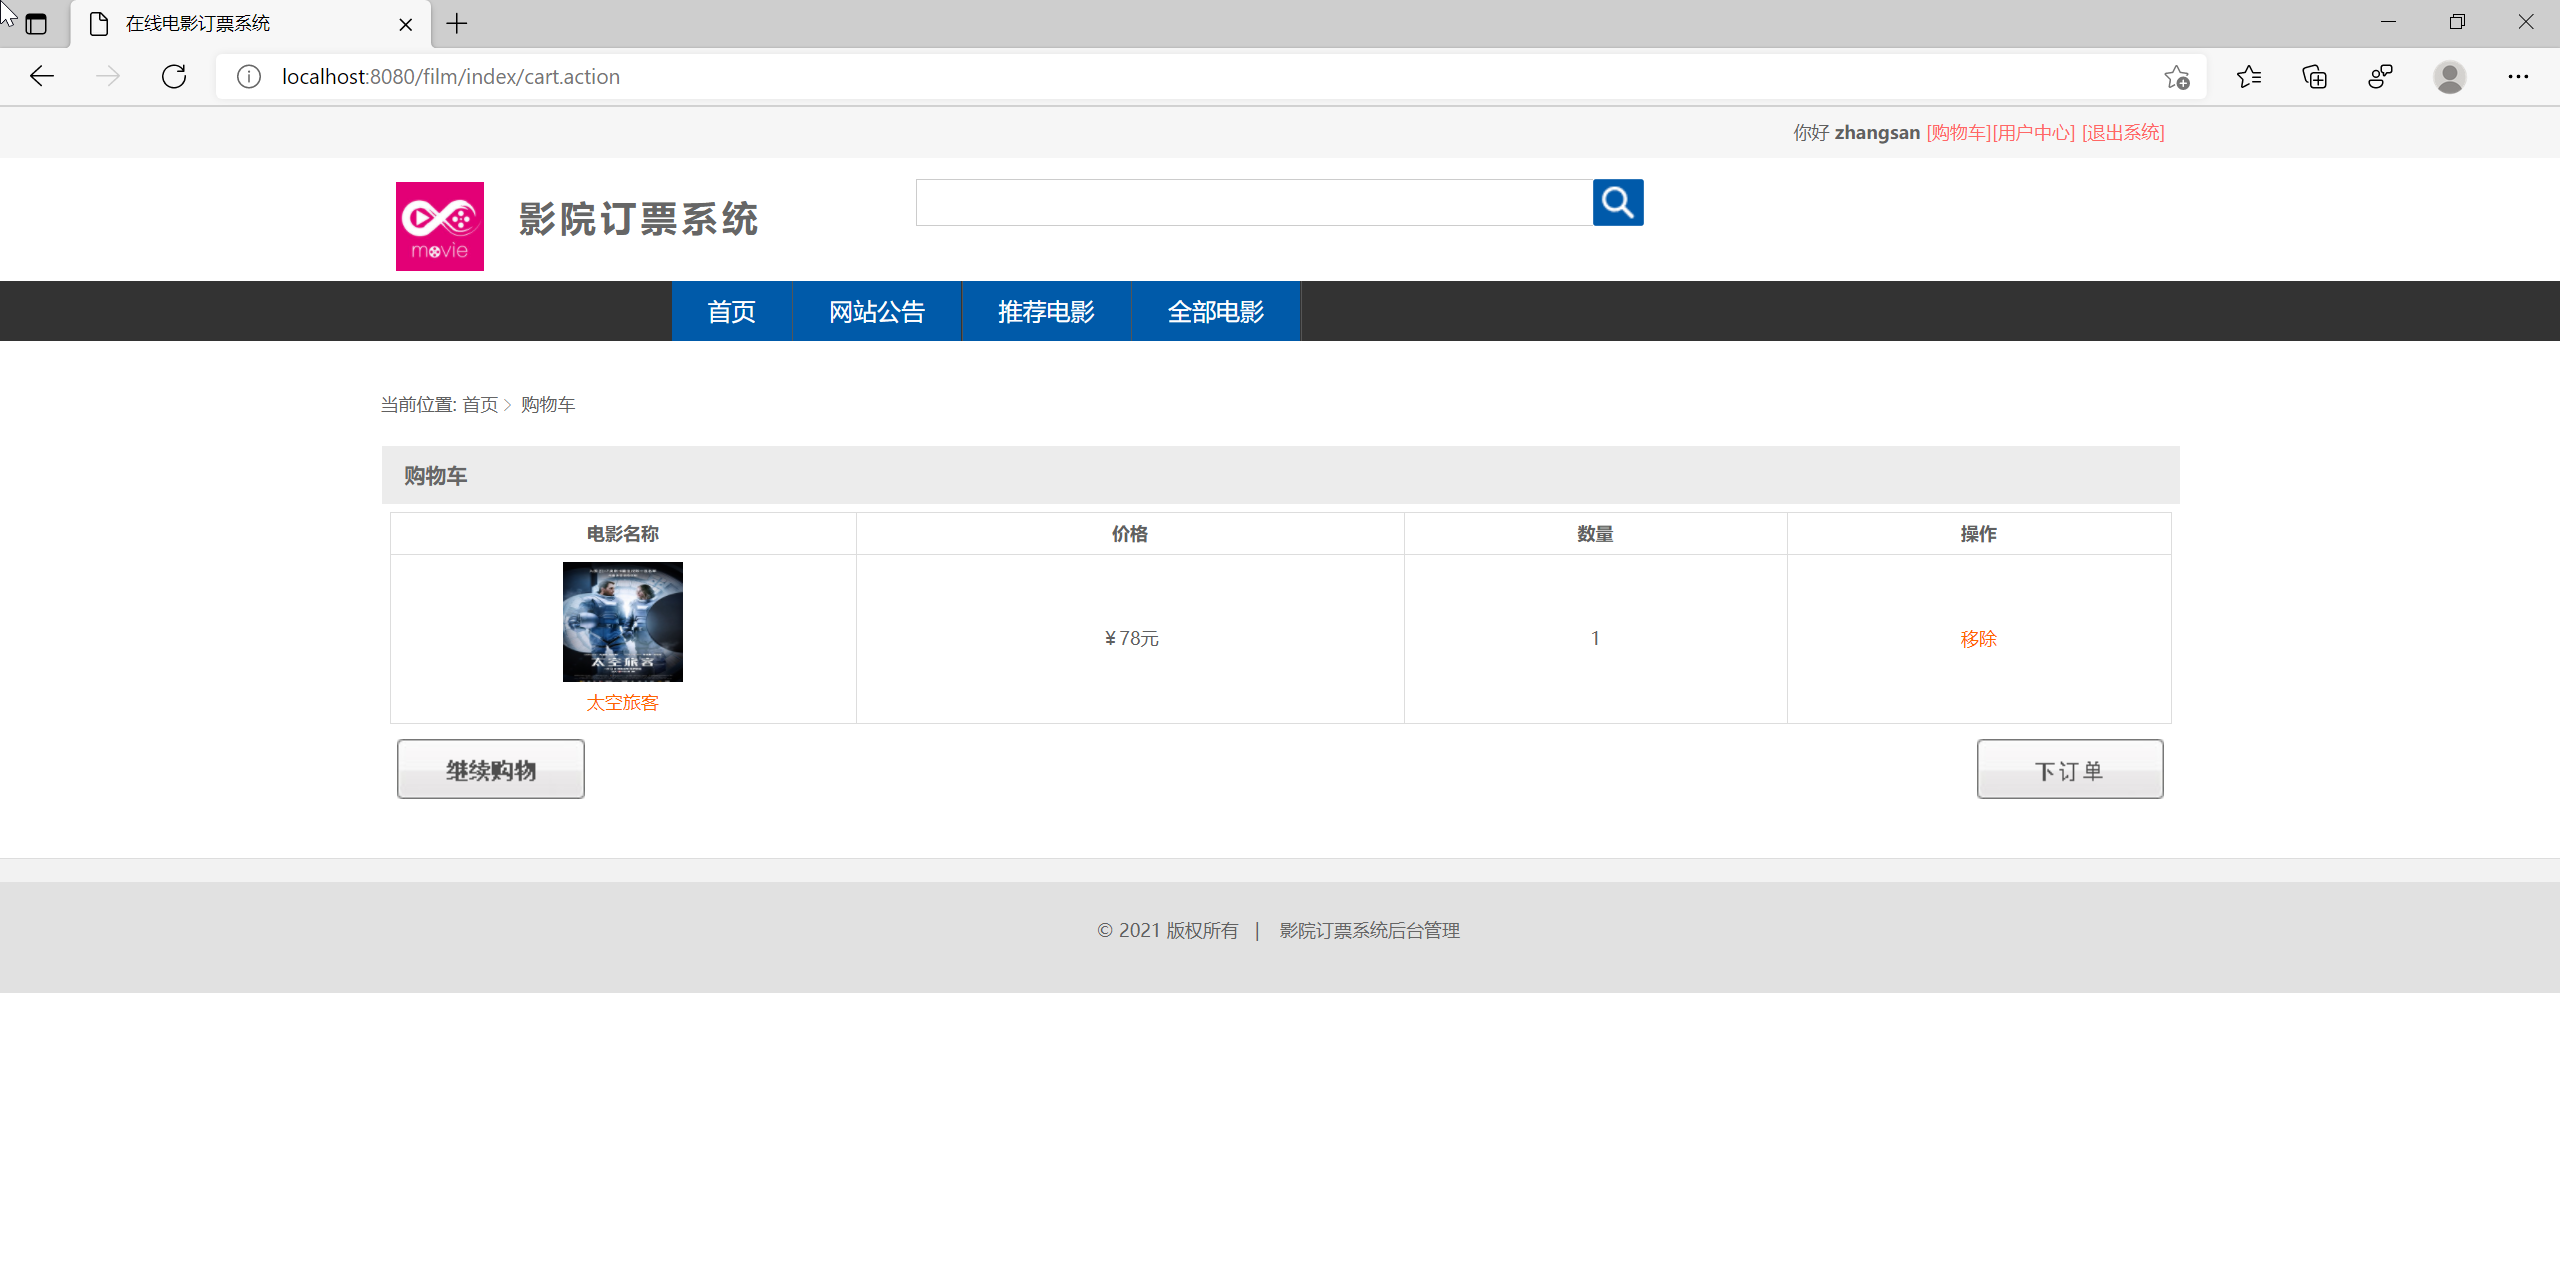 在线电影订票系统
localhost:8080/film/index/cart.action
你好 zhangsan [购物车][用户中心] [退出系统]
movie
影院订票系统
首页 网站公告 推荐电影 全部电影
当前位置: 首页 > 购物车
购物车
电影名称 价格 数量 操作
太空旅客
¥78元 1 移除
太空旅客
继续购物 下订单
© 2021 版权所有 | 影院订票系统后台管理